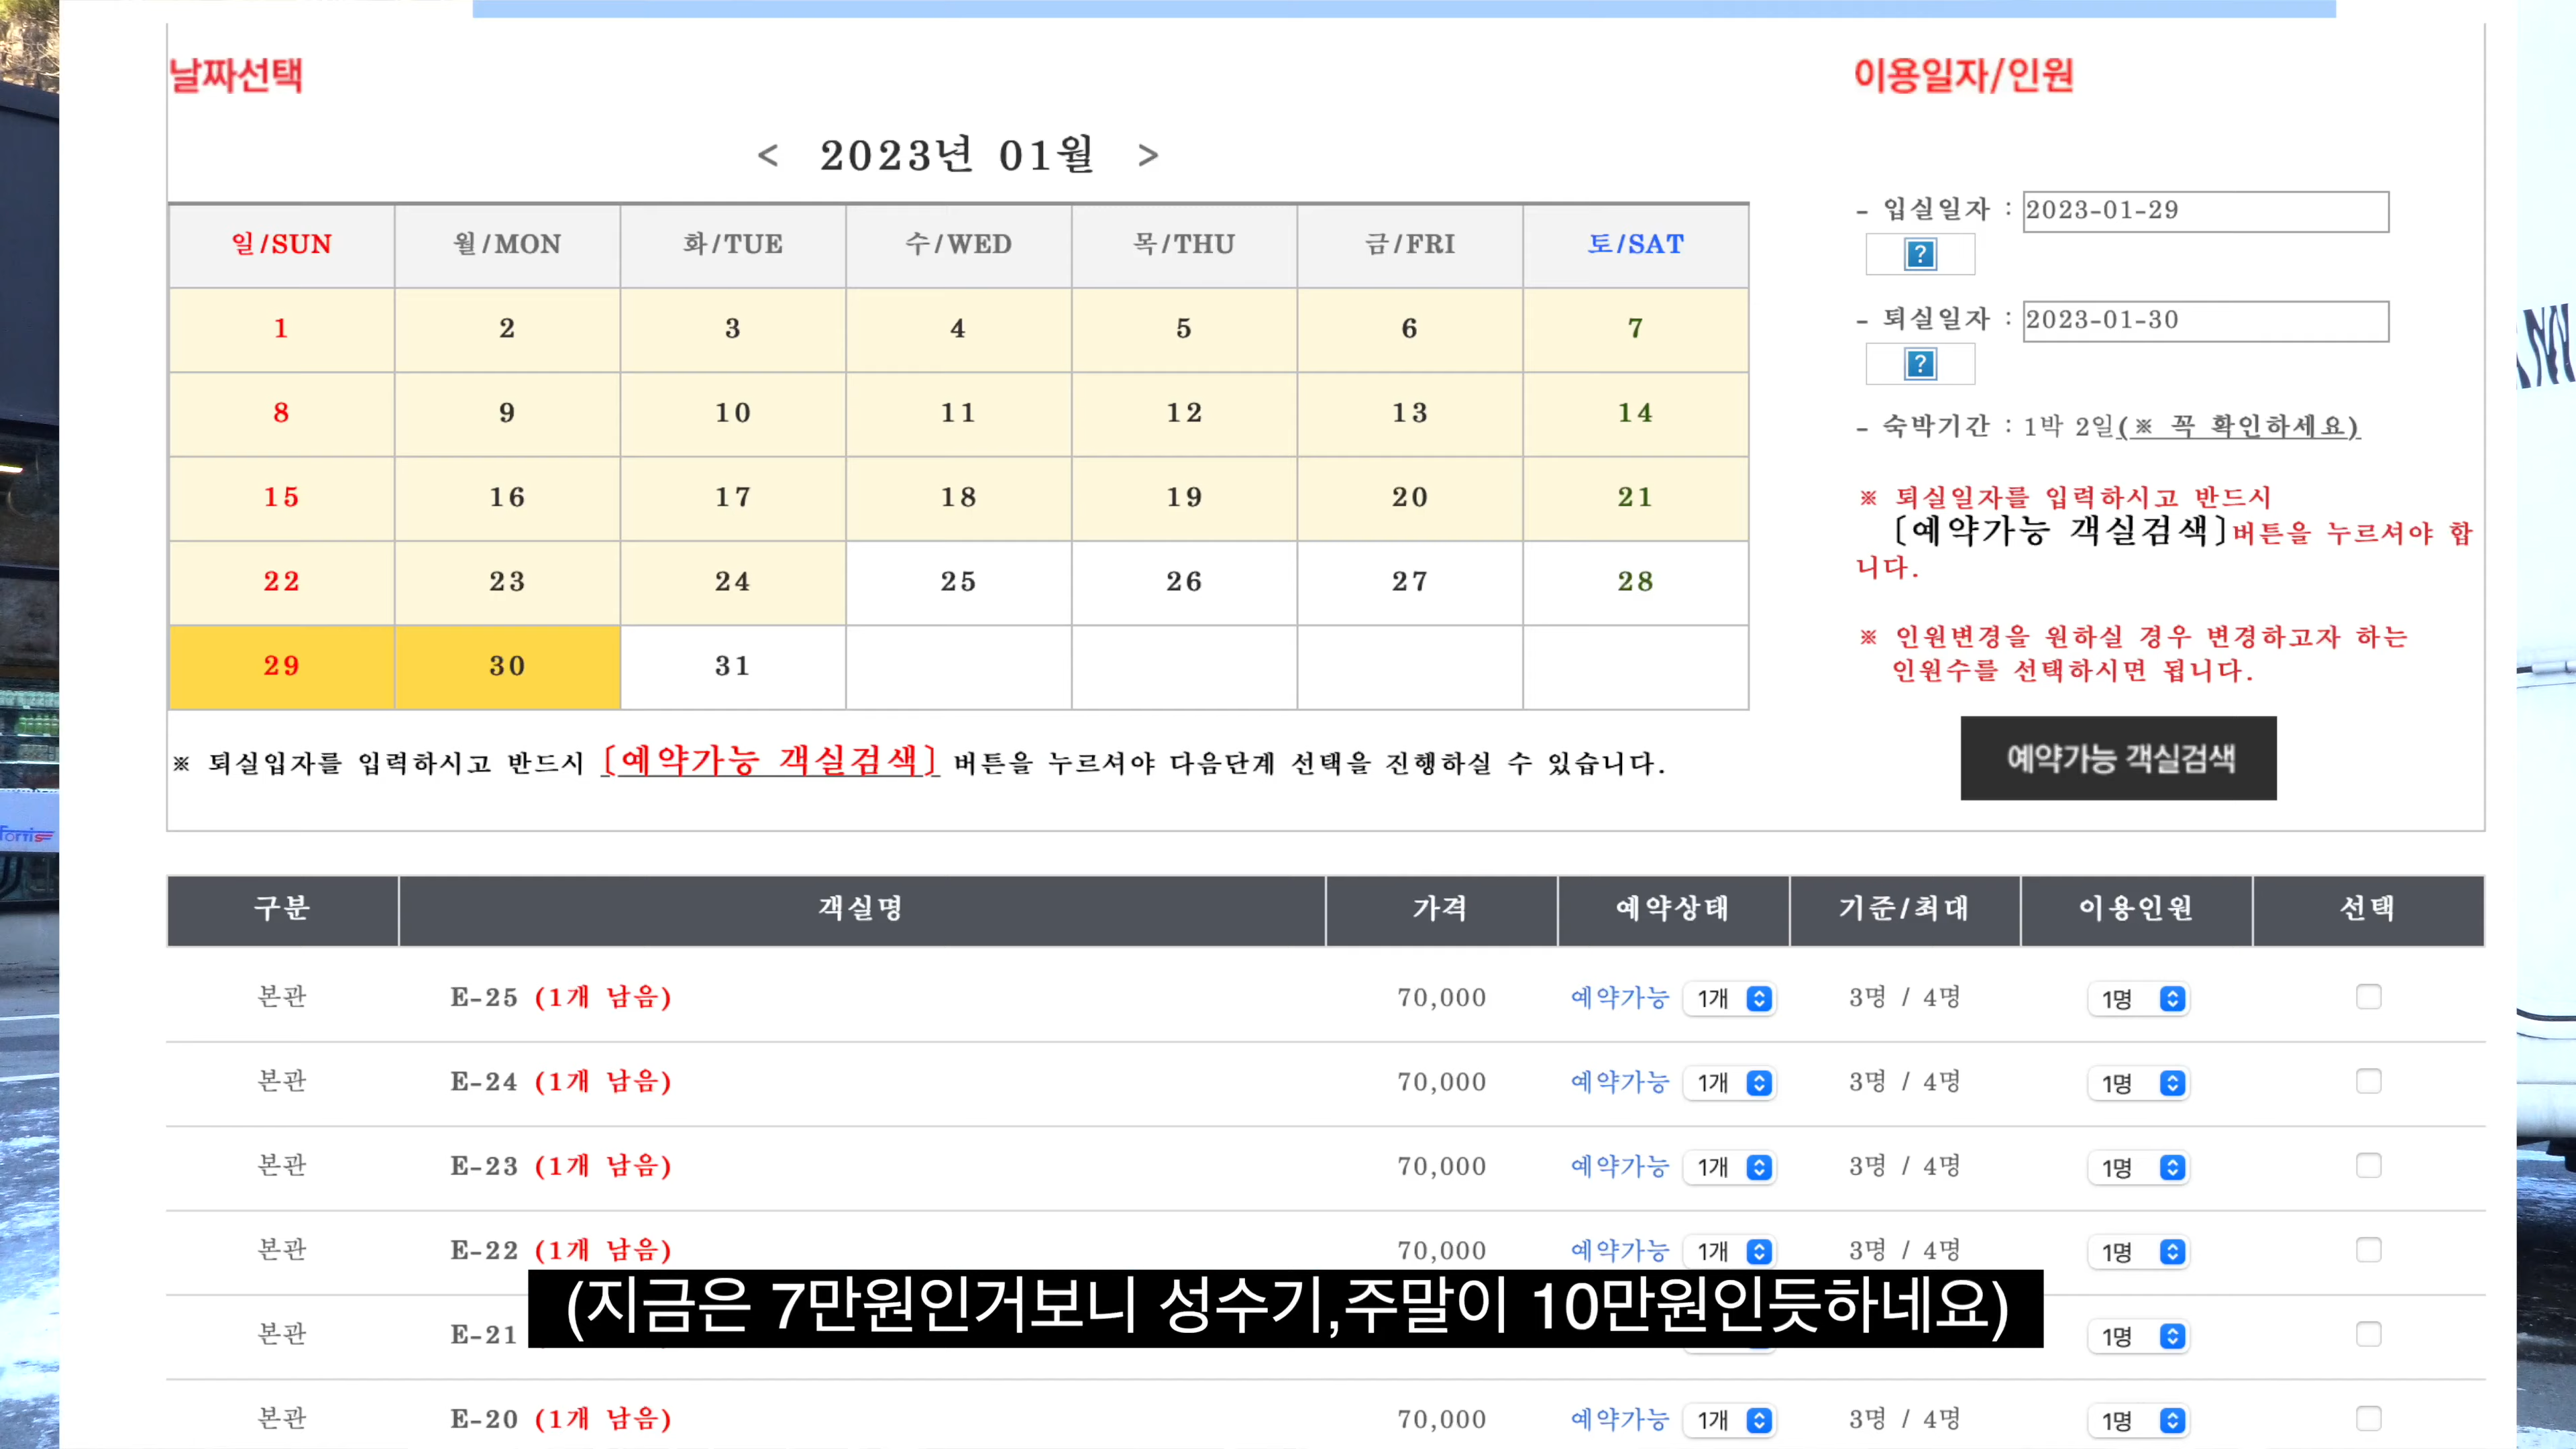 날짜선택
< 2023년 01월 >
일/SUN 월/MON 화/TUE 수/WED 목/THU 금/FRI 토/SAT
1 2 3 4 5 6 7
8 9 10 11 12 13 14
15 16 17 18 19 20 21
22 23 24 25 26 27 28
29 30 31
※ 퇴실입자를 입력하시고 반드시 [예약가능 객실검색] 버튼을 누르셔야 다음단계 선택을 진행하실 수 있습니다.
이용일자/인원
- 입실일자 : 2023-01-29
?
- 퇴실일자 : 2023-01-30
?
- 숙박기간 : 1박 2일(※ 꼭 확인하세요)
※ 퇴실일자를 입력하시고 반드시
[예약가능 객실검색]버튼을 누르셔야 합
니다.
※ 인원변경을 원하실 경우 변경하고자 하는
인원수를 선택하시면 됩니다.
예약가능 객실검색
구분 객실명 가격 예약상태 기준/최대 이용인원 선택
본관 E-25 (1개 남음) 70,000 예약가능 1개 3명 / 4명 1명
본관 E-24 (1개 남음) 70,000 예약가능 1개 3명 / 4명 1명
본관 E-23 (1개 남음) 70,000 예약가능 1개 3명 / 4명 1명
본관 E-22 (1개 남음) 70,000 예약가능 1개 3명 / 4명 1명
본관 E-21 1명
(지금은 7만원인거보니 성수기,주말이 10만원인듯하네요)
본관 E-20 (1개 남음) 70,000 예약가능 1개 3명 / 4명 1명